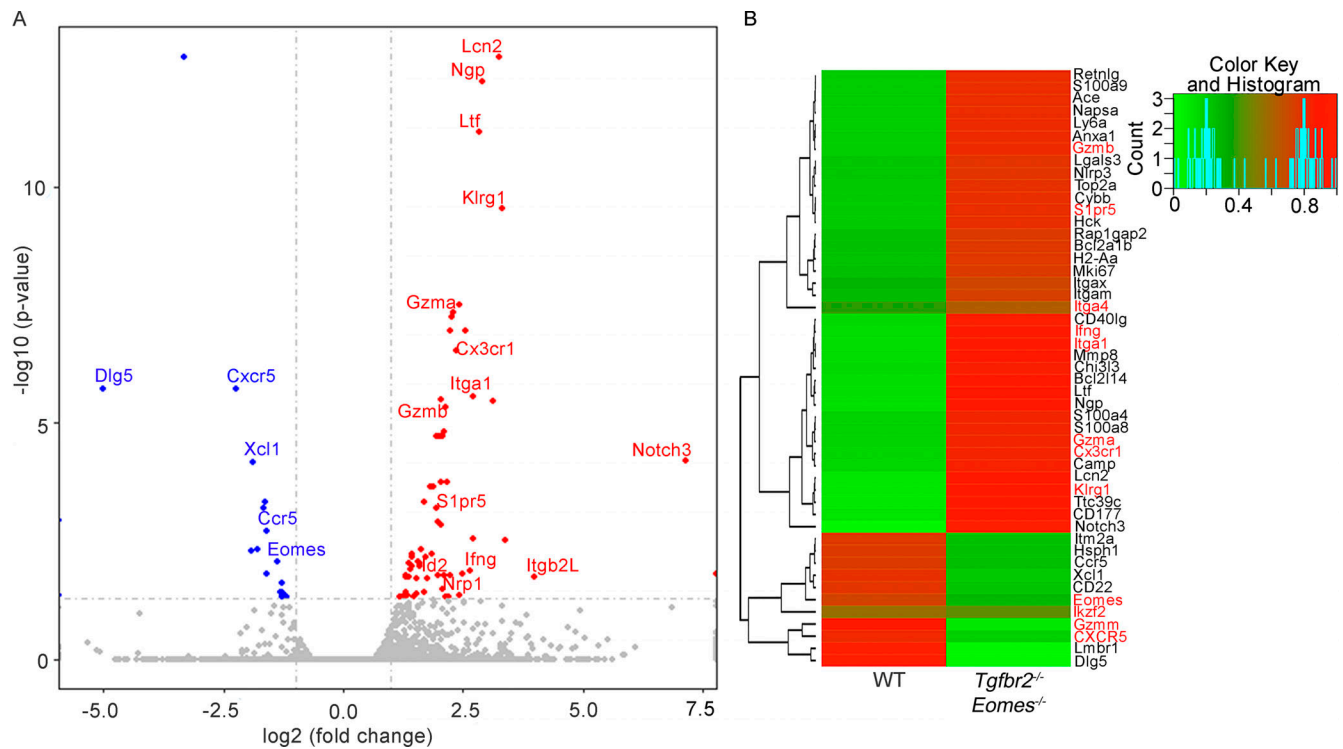 A
Lcn2
Ngp
Ltf
10
Klrg1
Gzma
Cx3cr1
Dlg5
Cxcr5
Itga1
Gzmb
5
Xcl1
Notch3
S1pr5
Ccr5
Eomes
Id2
Ifng
Itgb2L
Nrp1
0
-log10 (p-value)
-5.0
-2.5
0.0
2.5
5.0
7.5
log2 (fold change)
B
Retnlg
S100a9
Ace
Napsa
Ly6a
Anxa1
Gzmb
Lgals3
Nlrp3
Top2a
Cybb
S1pr5
Hck
Rap1gap2
Bcl2a1b
H2-Aa
Mki67
Itgax
Itgam
Itga4
CD40lg
Ifng
Itga1
Mmp8
Chi3l3
Bcl2l14
Ltf
Ngp
S100a4
S100a8
Gzma
Cx3cr1
Camp
Lcn2
Klrg1
Ttc39c
CD177
Notch3
Itm2a
Hsph1
Ccr5
Xcl1
CD22
Eomes
Ikzf2
Gzmm
CXCR5
Lmbr1
Dlg5
WT
Tgfbr2-/-
Eomes-/-
Color Key
and Histogram
Count
3
2
1
0
0
0.4
0.8